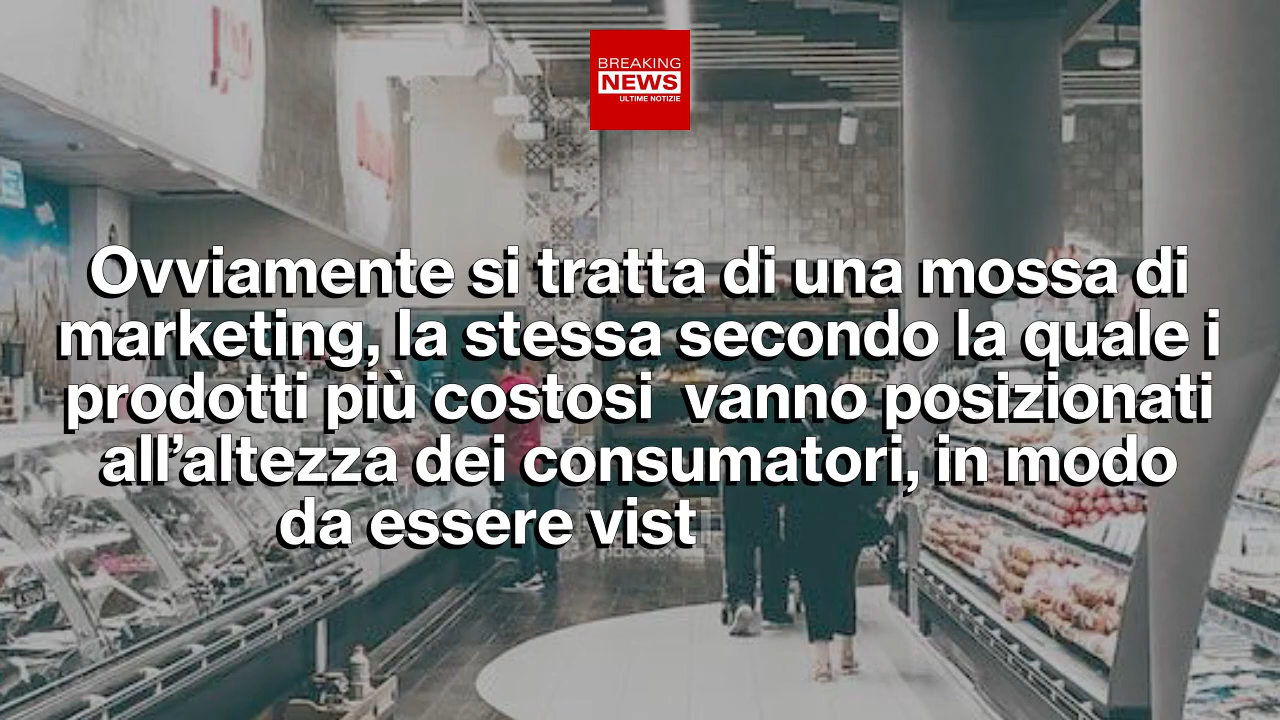 BREAKING
NEWS
ULTIME NOTIZIE
Ovviamente si tratta di una mossa di
marketing, la stessa secondo la quale i
prodotti più costosi  vanno posizionati
all’altezza dei consumatori, in modo
da essere vist